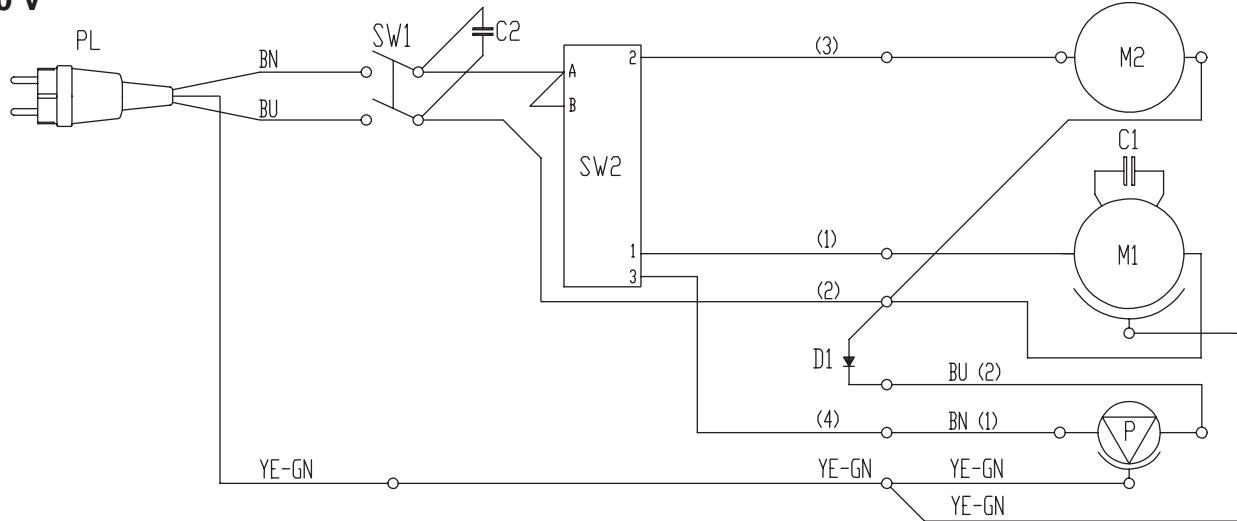 0 V
PL
BN
BU
SW1
C2
A
B
2
SW2
1
3
(3)
M2
C1
(1)
M1
(2)
D1
BU (2)
(4)
BN (1)
P
YE-GN
YE-GN
YE-GN
YE-GN